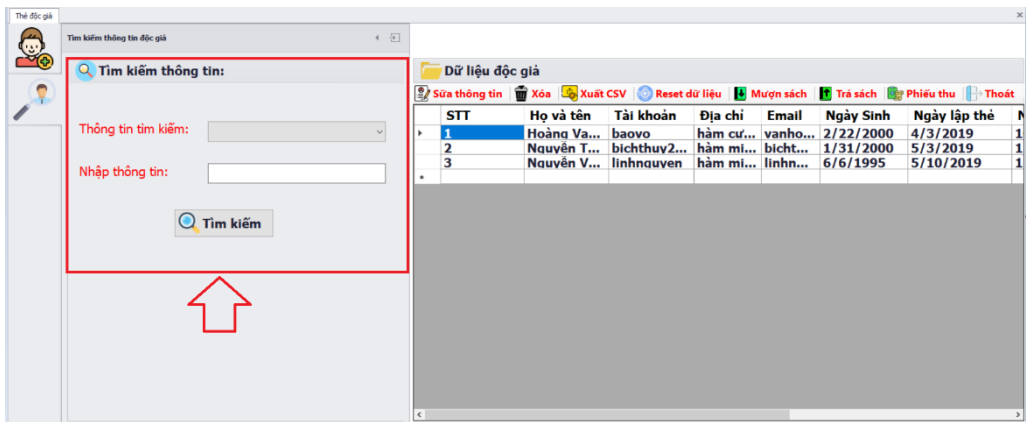 Thẻ độc giả
Tìm kiếm thông tin độc giả
Tìm kiếm thông tin:
Thông tin tìm kiếm:
Nhập thông tin:
Tìm kiếm
Dữ liệu độc giả
Sửa thông tin Xóa Xuất CSV Reset dữ liệu Mượn sách Trả sách Phiếu thu Thoát
STT Họ và tên Tài khoản Địa chỉ Email Ngày Sinh Ngày lập thẻ N
1 Hoàng Va... baovo hàm cư... vanho... 2/22/2000 4/3/2019 1
2 Nguyễn T... bichthuy2... hàm mi... bicht... 1/31/2000 5/3/2019 1
3 Nguyễn V... linhnguyen hàm mi... linhn... 6/6/1995 5/10/2019 1